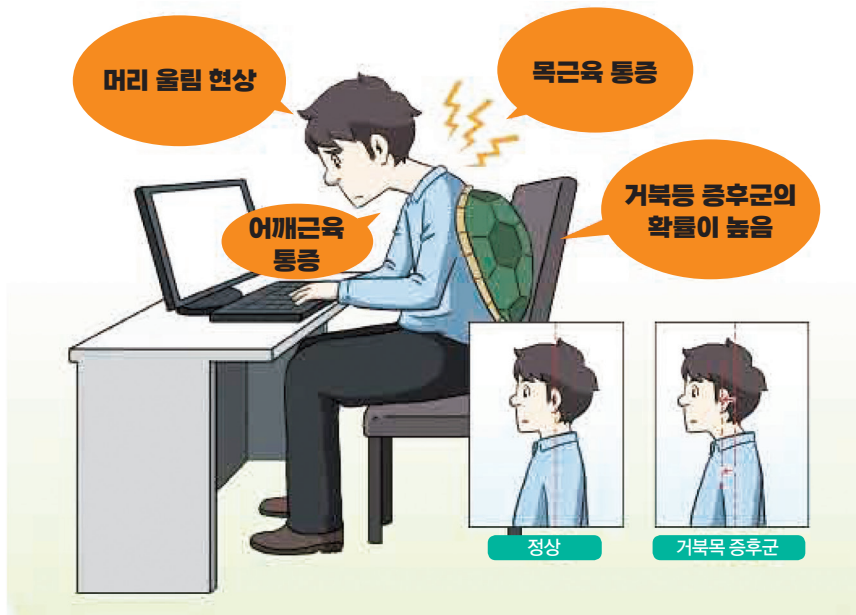 머리 울림 현상
목근육 통증
거북등 증후군의
확률이 높음
어깨근육
통증
정상
거북목 증후군